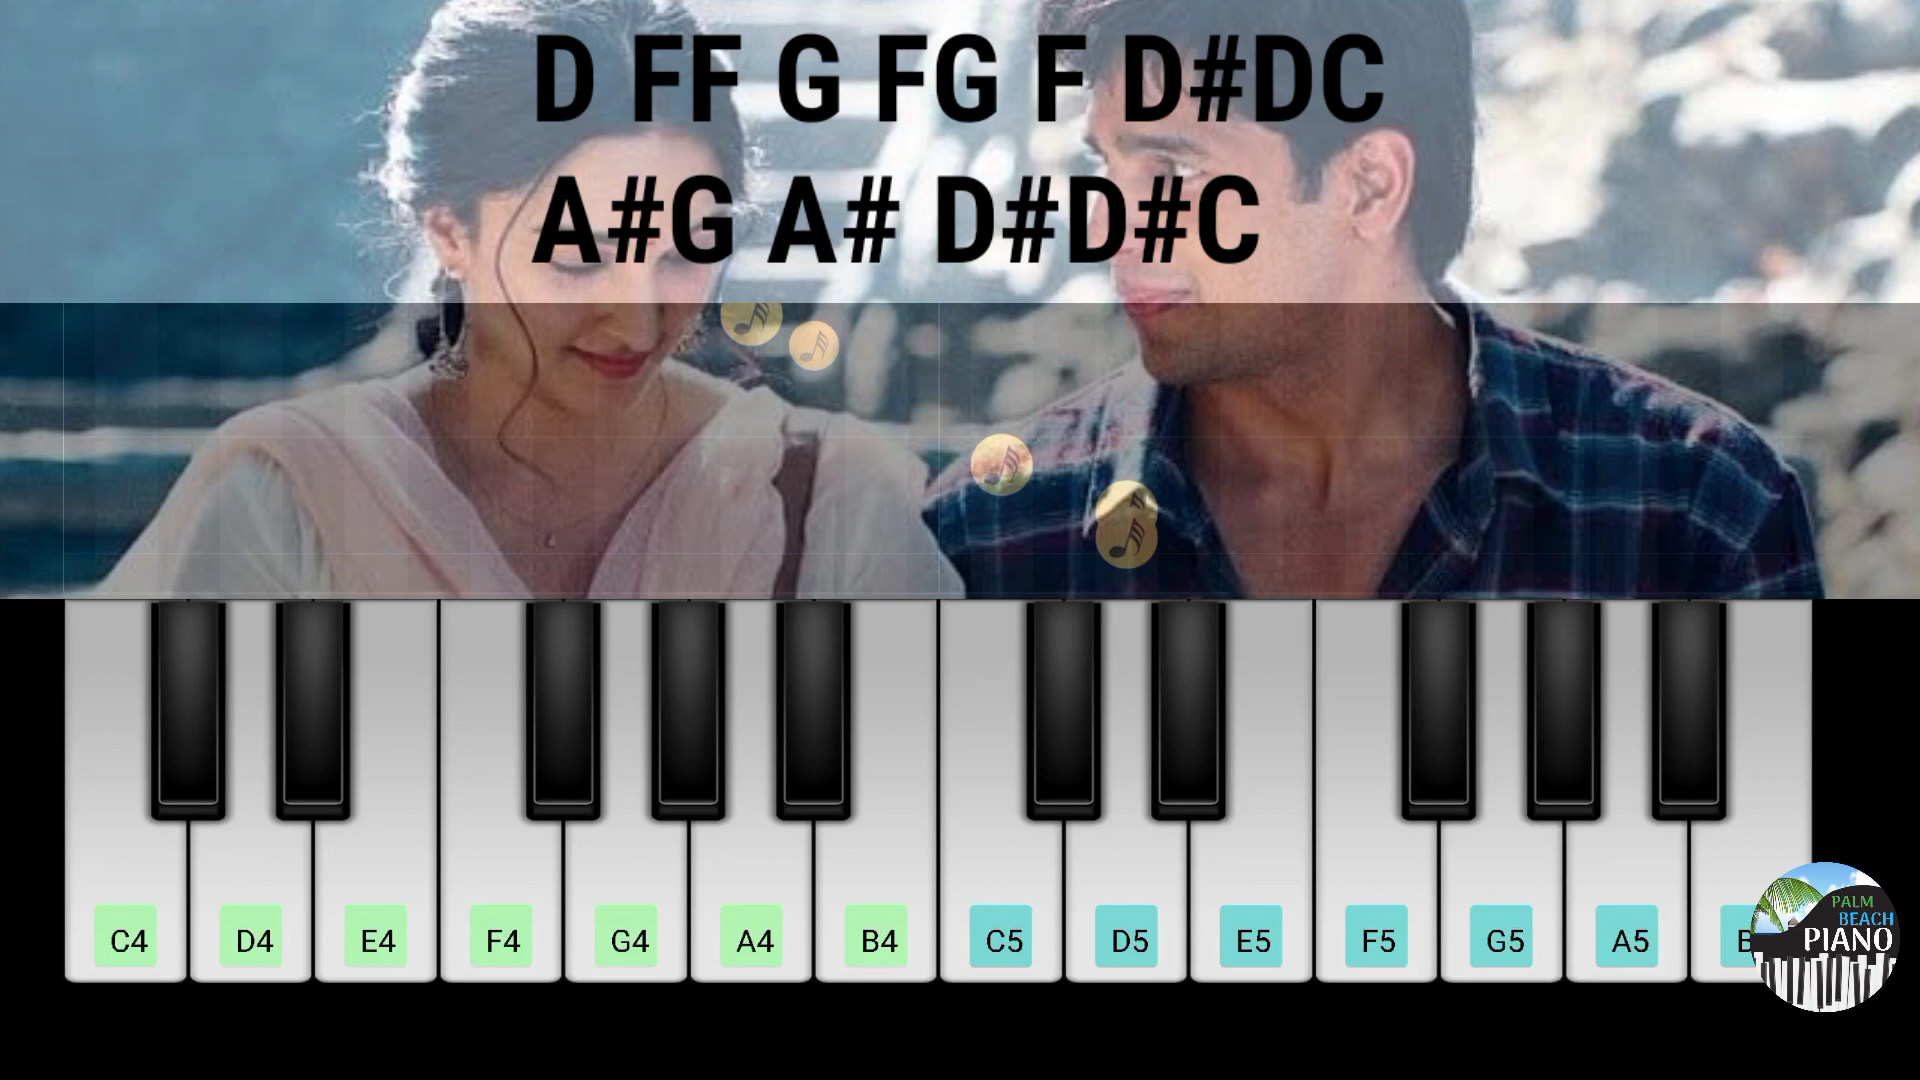 D FF G FG F D#DC
A#G A# D#D#C
C4 D4 E4 F4 G4 A4 B4 C5 D5 E5 F5 G5 A5 B
PALM
BEACH
PIANO